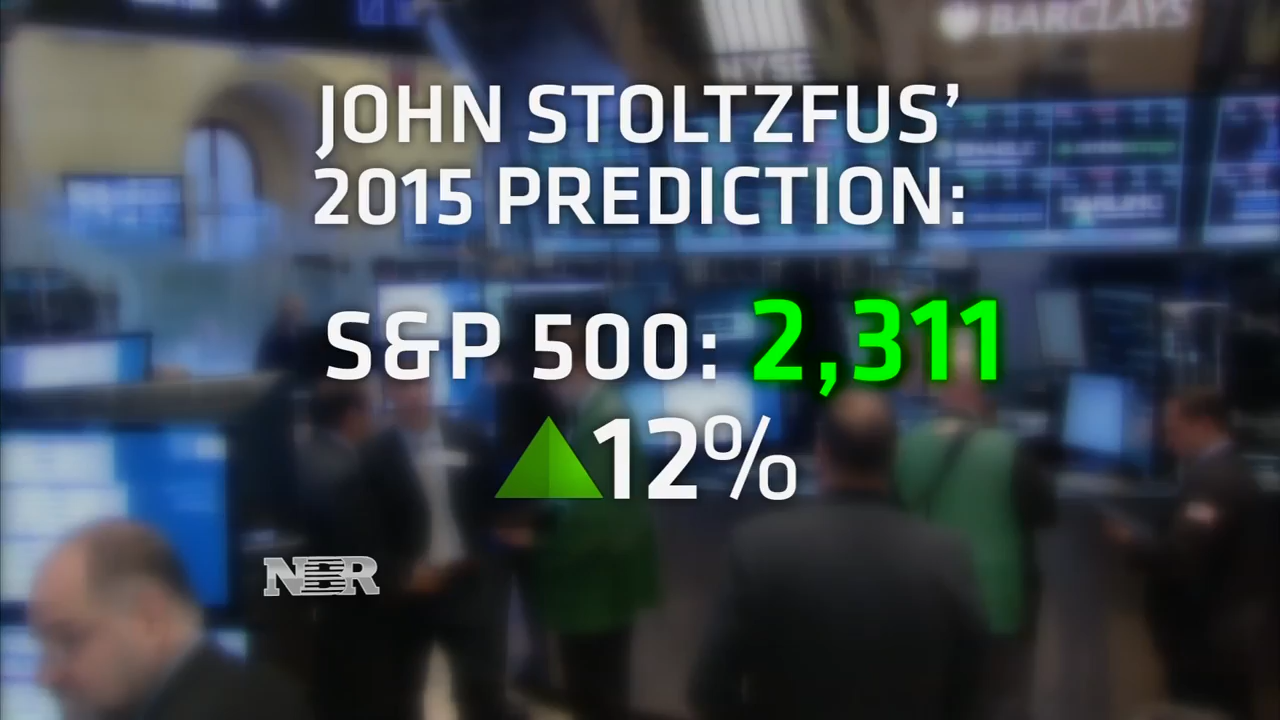 BARCLAYS
NYSE
JOHN STOLTZFUS’
2015 PREDICTION:
S&P 500: 2,311
12%
NBR